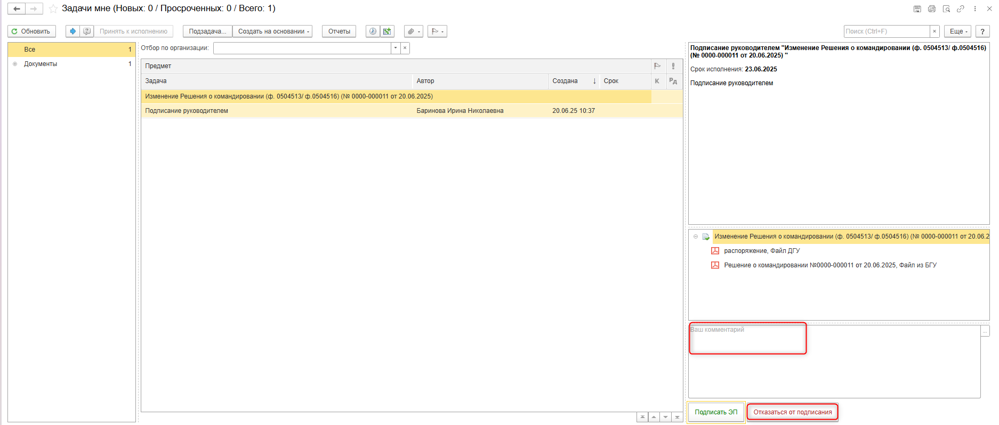 Задачи мне (Новых: 0 / Просроченных: 0 / Всего: 1)
Обновить
Принять к исполнению
Подзадача...
Создать на основании
Отчеты
Поиск (Ctrl+F)
×
Еще
?
Все 1
Документы 1
Отбор по организации:
×
Предмет
Задача Автор Создана ↓ Срок К Рд
Изменение Решения о командировании (ф. 0504513/ ф.0504516) (№ 0000-000011 от 20.06.2025)
Подписание руководителем Баринова Ирина Николаевна 20.06.25 10:37
Подписание руководителем "Изменение Решения о командировании (ф. 0504513/ ф.0504516)
(№ 0000-000011 от 20.06.2025) "
Срок исполнения: 23.06.2025
Подписание руководителем
Изменение Решения о командировании (ф. 0504513/ ф.0504516) (№ 0000-000011 от 20.06.2
распоряжение, Файл ДГУ
Решение о командировании №0000-000011 от 20.06.2025, Файл из БГУ
Ваш комментарий
...
Подписать ЭП
Отказаться от подписания